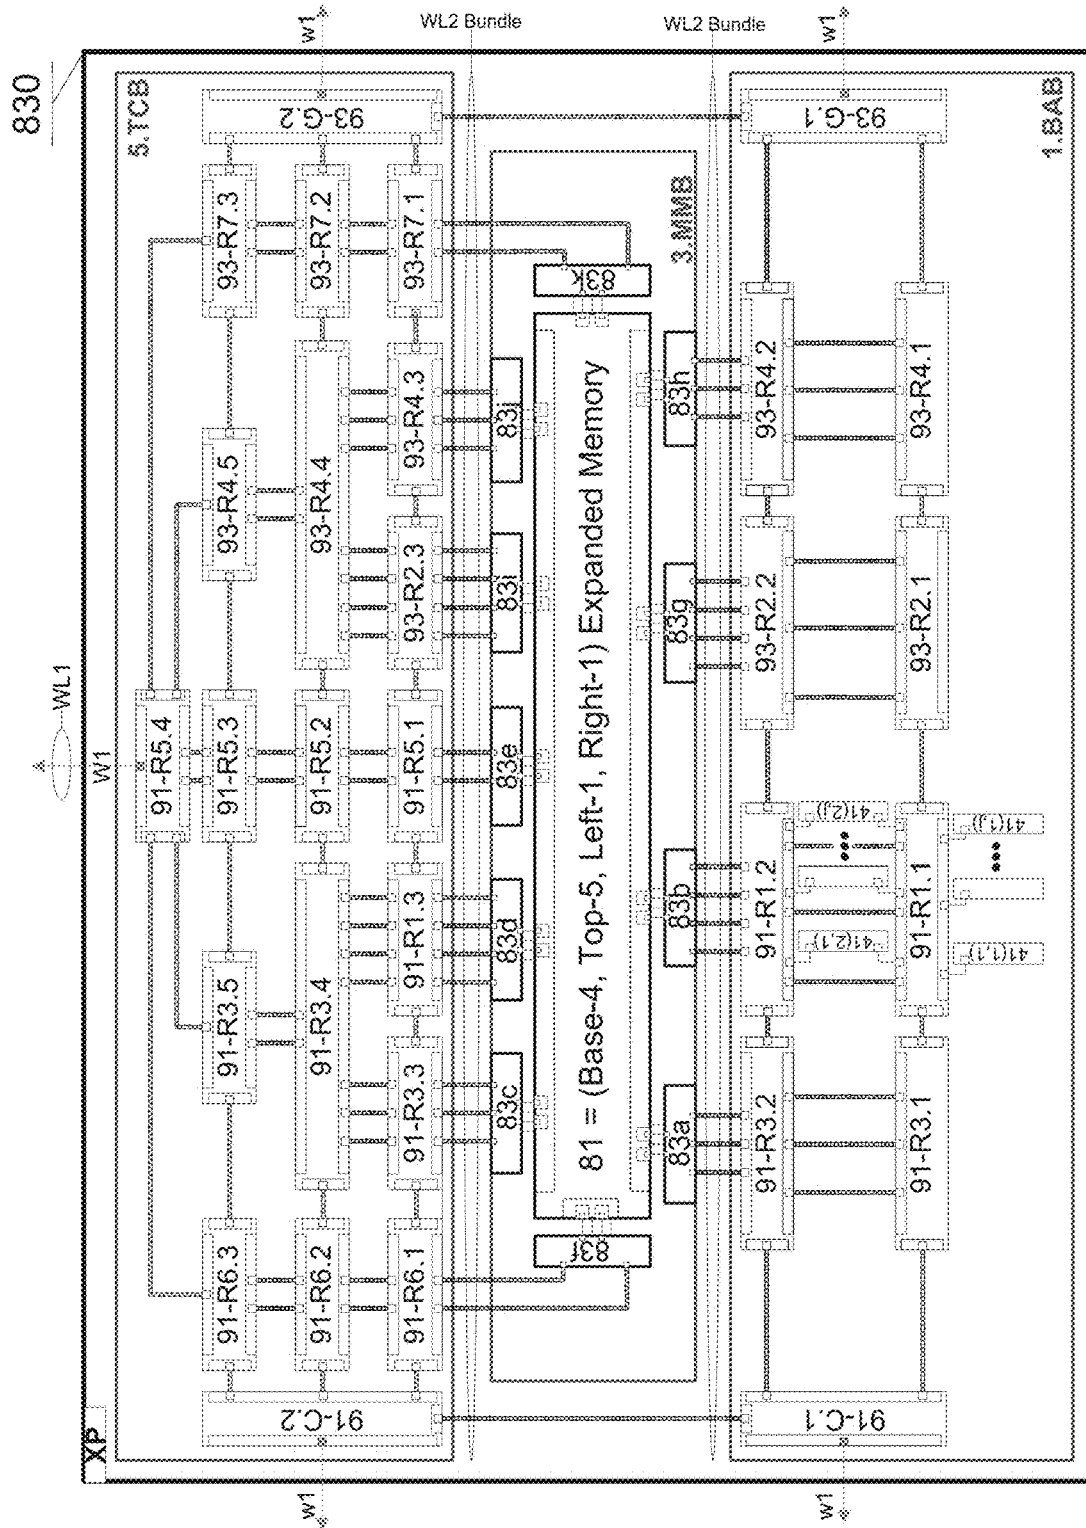 830
WL1
XP
W1
5.TCB
91-R5.4
91-R6.3 91-R3.5 91-R5.3 93-R4.5 93-R7.3
w1 91-C.2 91-R6.2 91-R3.4 91-R5.2 93-R4.4 93-R7.2 93-G.2 w1
91-R6.1 91-R3.3 91-R1.3 91-R5.1 93-R2.3 93-R4.3 93-R7.1
WL2 Bundle
83c 83d 83e 83i 83j
83f 81 = (Base-4, Top-5, Left-1, Right-1) Expanded Memory 83k
83a 83b 83g 83h 3.MMB
WL2 Bundle
91-R3.2 91-R1.2 93-R2.2 93-R4.2
w1 91-C.1 41(2,1) ••• 41(2,j) 93-G.1 w1
91-R3.1 91-R1.1 93-R2.1 93-R4.1
41(1,1) ••• 41(1,j)
1.BAB